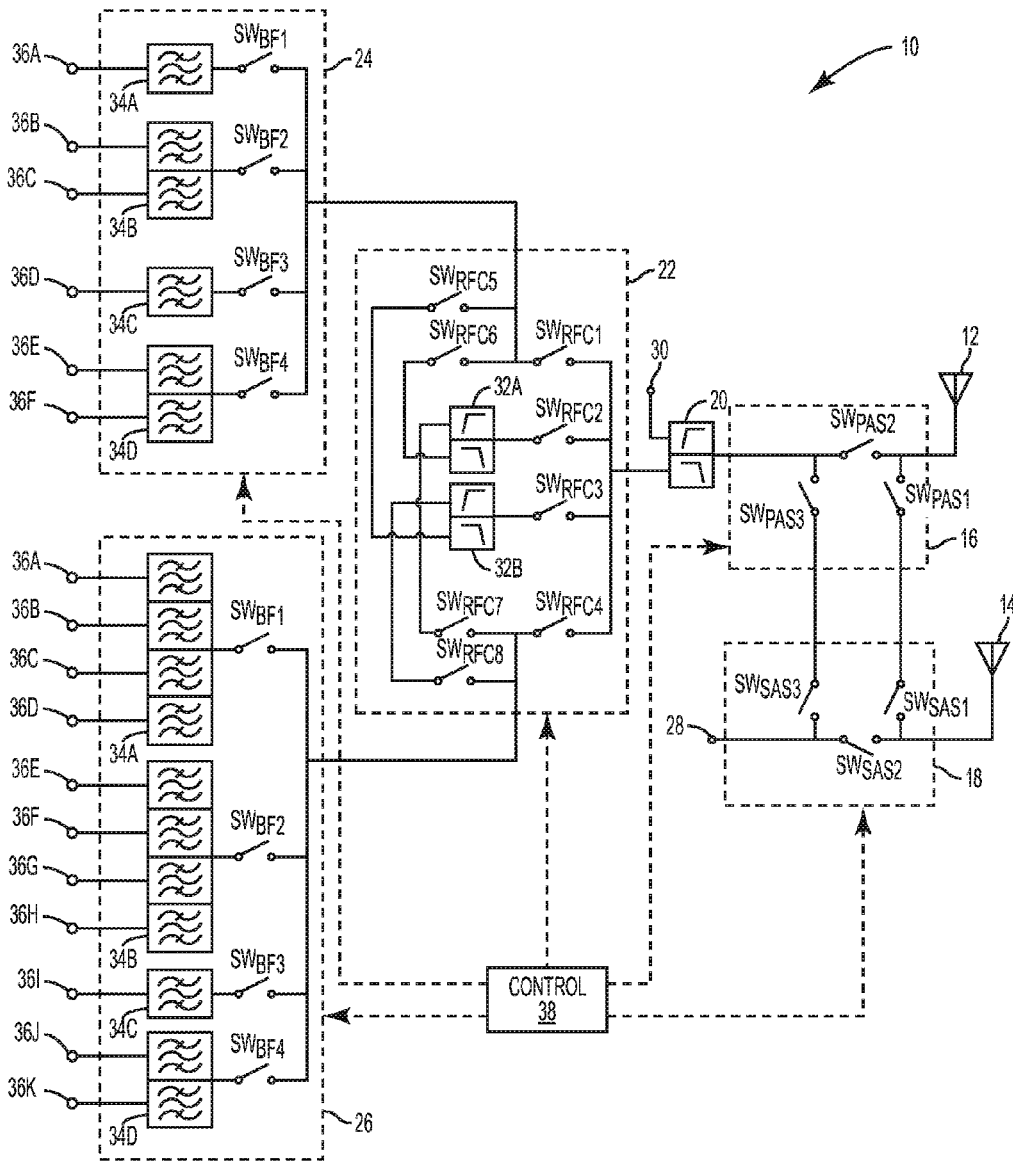 10
36A
SWBF1
24
34A
36B
SWBF2
36C
34B
36D
SWBF3
34C
36E
SWBF4
36F
34D
SWRFC5
22
SWRFC6
SWRFC1
32A
SWRFC2
SWRFC3
32B
SWRFC7
SWRFC4
SWRFC8
30
20
12
SWPAS2
SWPAS3
SWPAS1
16
14
SWSAS3
SWSAS1
28
SWSAS2
18
36A
36B
SWBF1
36C
36D
34A
36E
36F
SWBF2
36G
36H
34B
36I
SWBF3
34C
36J
SWBF4
36K
34D
26
CONTROL
38